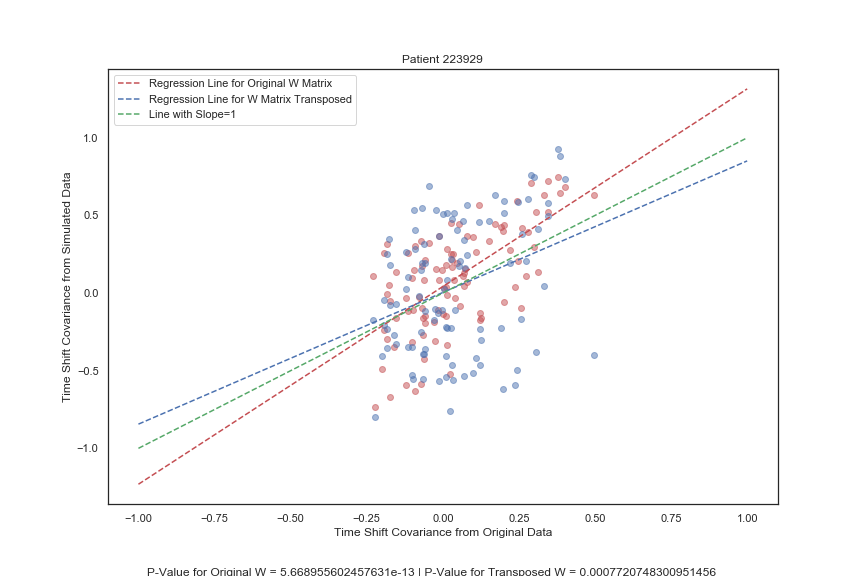 Patient 223929
Regression Line for Original W Matrix
Regression Line for W Matrix Transposed
Line with Slope=1
Time Shift Covariance from Simulated Data
1.0
0.5
0.0
−0.5
−1.0
−1.00 −0.75 −0.50 −0.25 0.00 0.25 0.50 0.75 1.00
Time Shift Covariance from Original Data
P-Value for Original W = 5.668955602457631e-13 | P-Value for Transposed W = 0.0007720748300951456